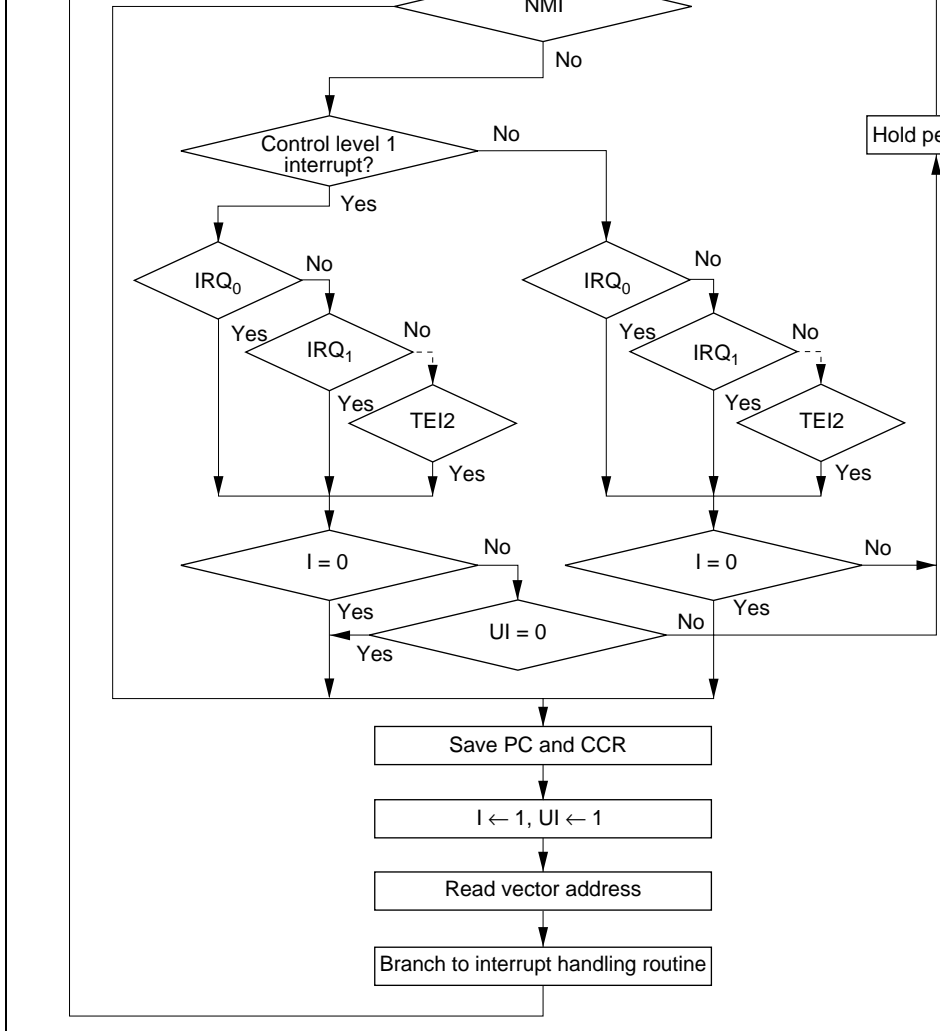 NMI
No
Control level 1
interrupt?
No
Hold
Yes
IRQ0
No
IRQ0
No
Yes
IRQ1
No
Yes
IRQ1
No
Yes
TEI2
Yes
TEI2
Yes
Yes
I = 0
No
I = 0
No
Yes
Yes
UI = 0
No
Yes
Save PC and CCR
I ← 1, UI ← 1
Read vector address
Branch to interrupt handling routine